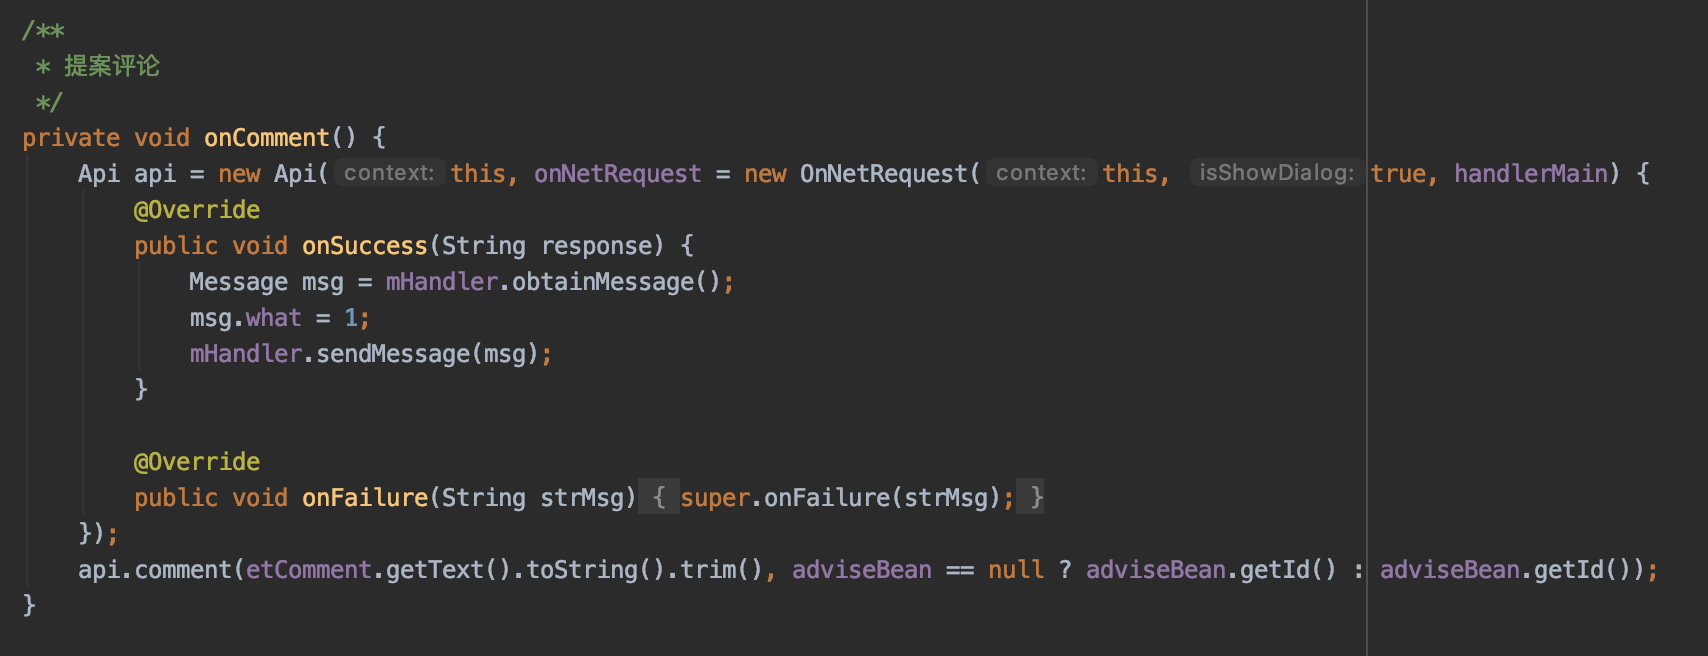 /**
 * 提案评论
 */
private void onComment() {
    Api api = new Api( context: this, onNetRequest = new OnNetRequest( context: this, isShowDialog: true, handlerMain) {
        @Override
        public void onSuccess(String response) {
            Message msg = mHandler.obtainMessage();
            msg.what = 1;
            mHandler.sendMessage(msg);
        }
        @Override
        public void onFailure(String strMsg) { super.onFailure(strMsg); }
    });
    api.comment(etComment.getText().toString().trim(), adviseBean == null ? adviseBean.getId() : adviseBean.getId());
}